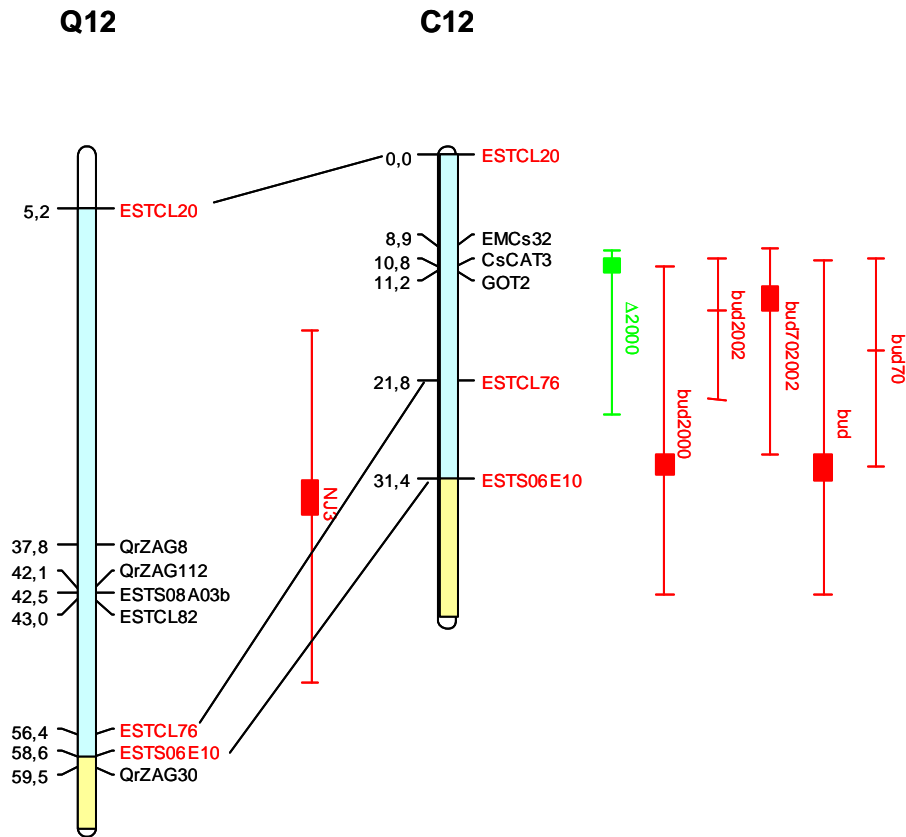 Q12
C12
5,2 ESTCL20
37,8 QrZAG8
42,1 QrZAG112
42,5 ESTS08A03b
43,0 ESTCL82
56,4 ESTCL76
58,6 ESTS06E10
59,5 QrZAG30
NJ3
0,0 ESTCL20
8,9 EMCs32
10,8 CsCAT3
11,2 GOT2
21,8 ESTCL76
31,4 ESTS06E10
Δ2000
bud2000
bud2002
bud702002
bud
bud70